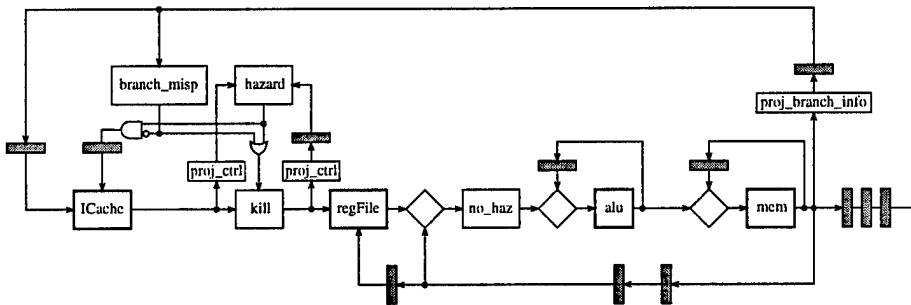 branch_misp
hazard
proj_branch_info
proj_ctrl
proj_ctrl
ICache
kill
regFile
no_haz
alu
mem